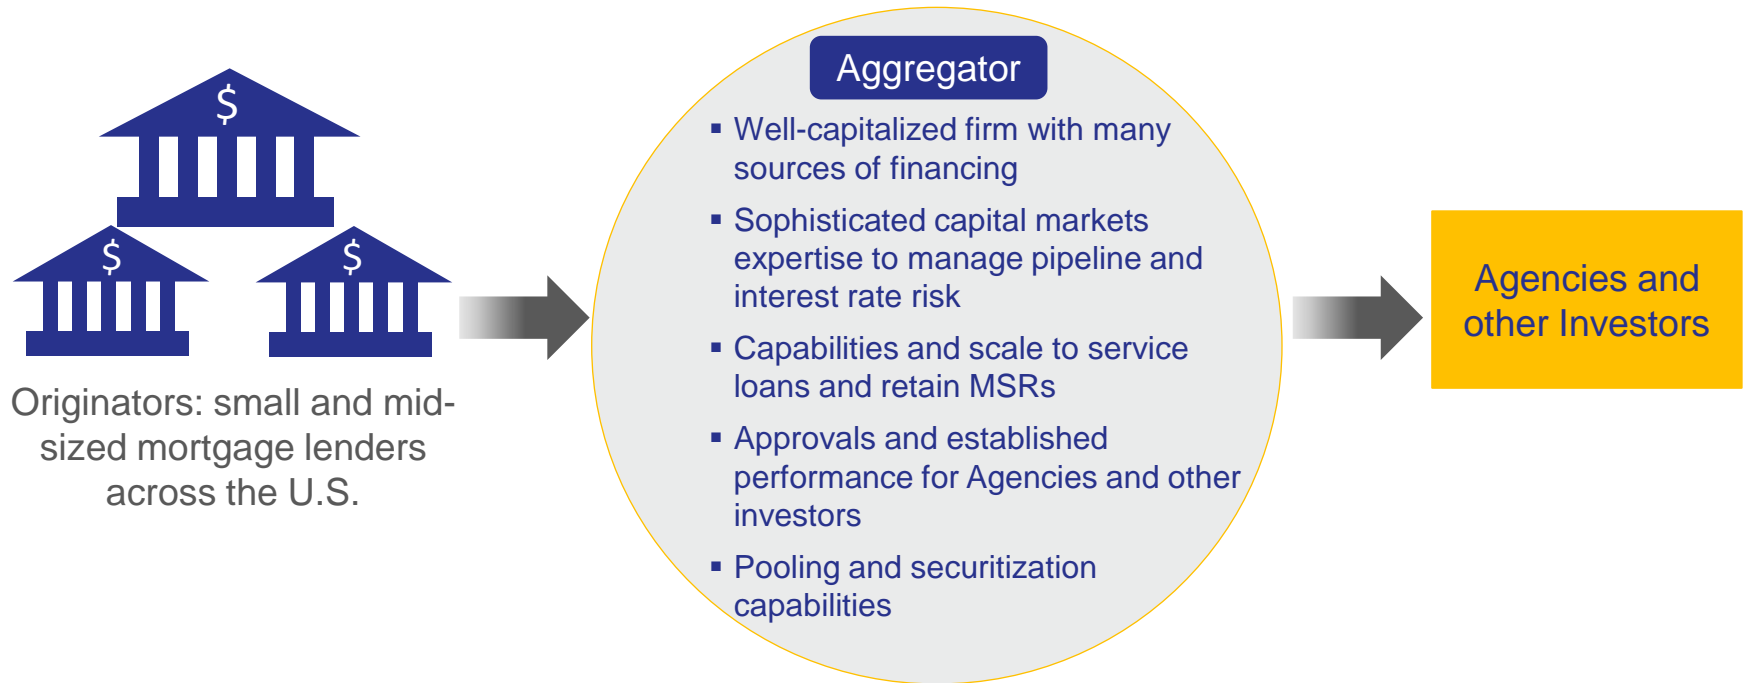 $
$
$
Originators: small and mid-
sized mortgage lenders
across the U.S.
Aggregator
▪ Well-capitalized firm with many
sources of financing
▪ Sophisticated capital markets
expertise to manage pipeline and
interest rate risk
▪ Capabilities and scale to service
loans and retain MSRs
▪ Approvals and established
performance for Agencies and other
investors
▪ Pooling and securitization
capabilities
Agencies and
other Investors